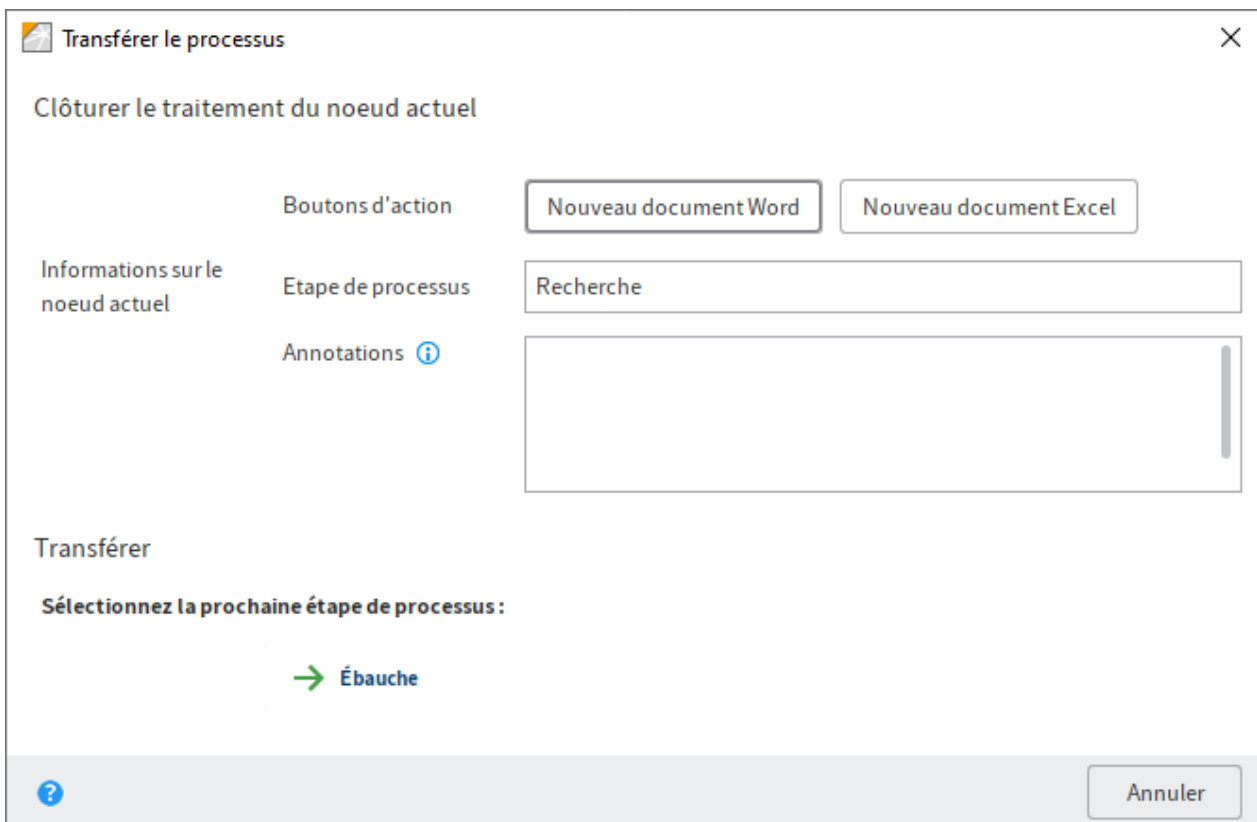 Transférer le processus
Clôturer le traitement du noeud actuel
Boutons d'action
Nouveau document Word
Nouveau document Excel
Informations sur le
noeud actuel
Etape de processus
Recherche
Annotations
Transférer
Sélectionnez la prochaine étape de processus :
Ébauche
Annuler